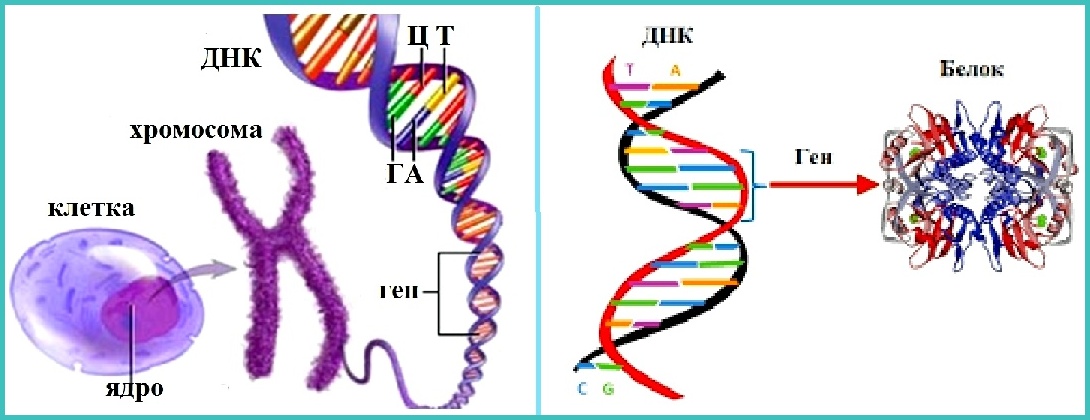 ДНК
Ц Т
хромосома
Г А
клетка
ген
ядро
ДНК
T A
Белок
Ген
C G